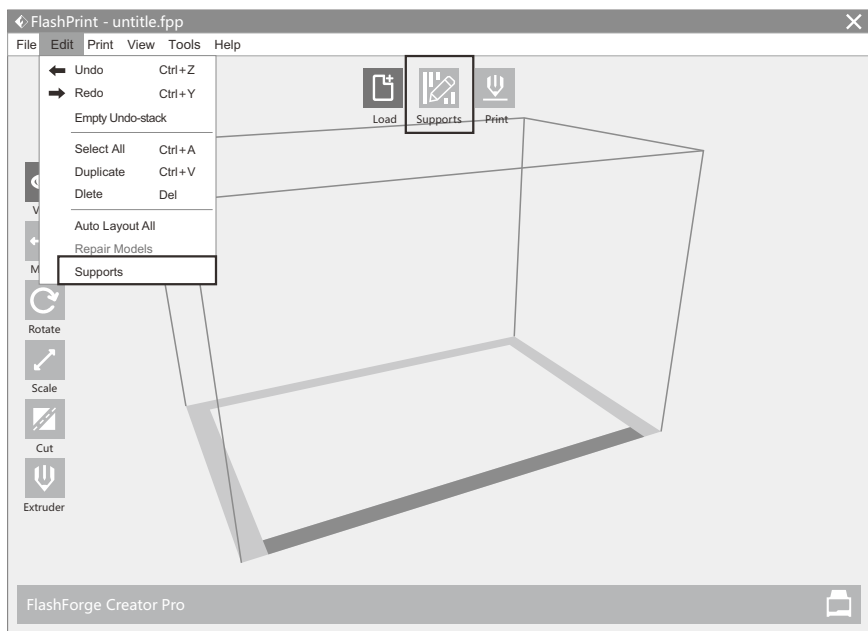 FlashPrint - untitle.fpp
File Edit Print View Tools Help
Undo Ctrl+Z
Redo Ctrl+Y
Empty Undo-stack
Select All Ctrl+A
Duplicate Ctrl+V
Dlete Del
Auto Layout All
Repair Models
Supports
Load Supports Print
V
M
Rotate
Scale
Cut
Extruder
FlashForge Creator Pro